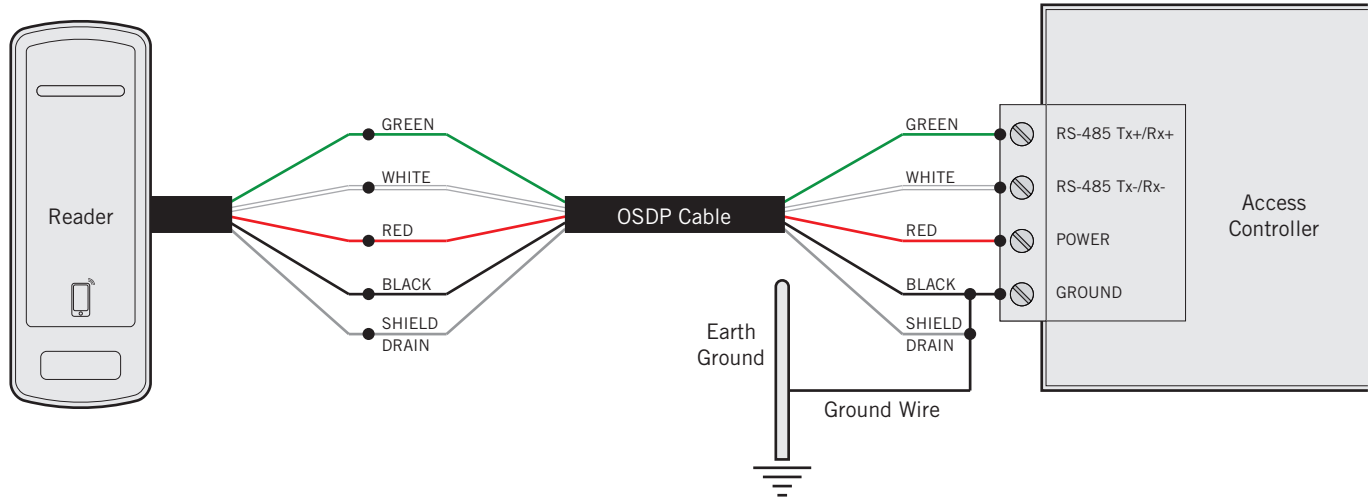 Reader
GREEN
WHITE
RED
BLACK
SHIELD
DRAIN
OSDP Cable
GREEN
WHITE
RED
BLACK
SHIELD
DRAIN
Earth
Ground
Ground Wire
RS-485 Tx+/Rx+
RS-485 Tx-/Rx-
POWER
GROUND
Access
Controller